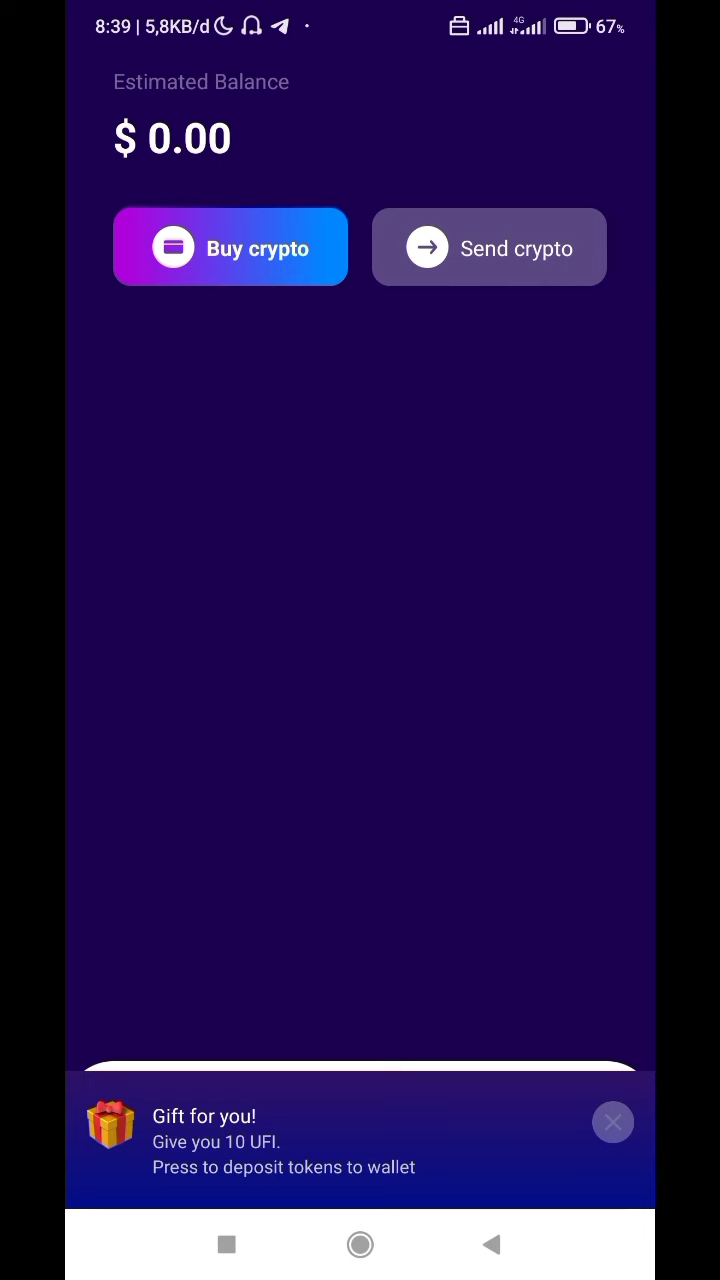 8:39 | 5,8KB/d
4G
67%
Estimated Balance
$ 0.00
Buy crypto
Send crypto
Gift for you!
Give you 10 UFI.
Press to deposit tokens to wallet